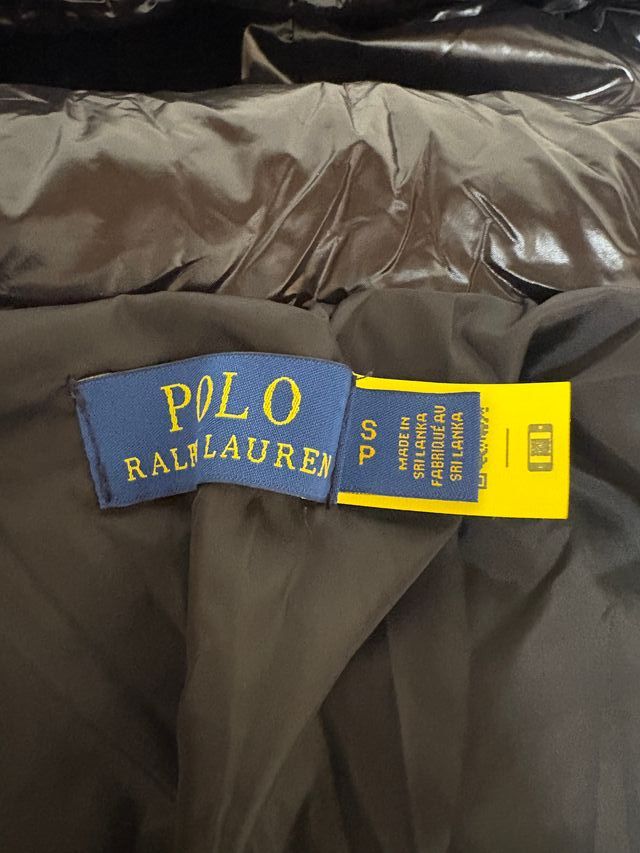 POLO
RALPH LAUREN
S
P
MADE IN
SRI LANKA
FABRIQUÉ AU
SRI LANKA